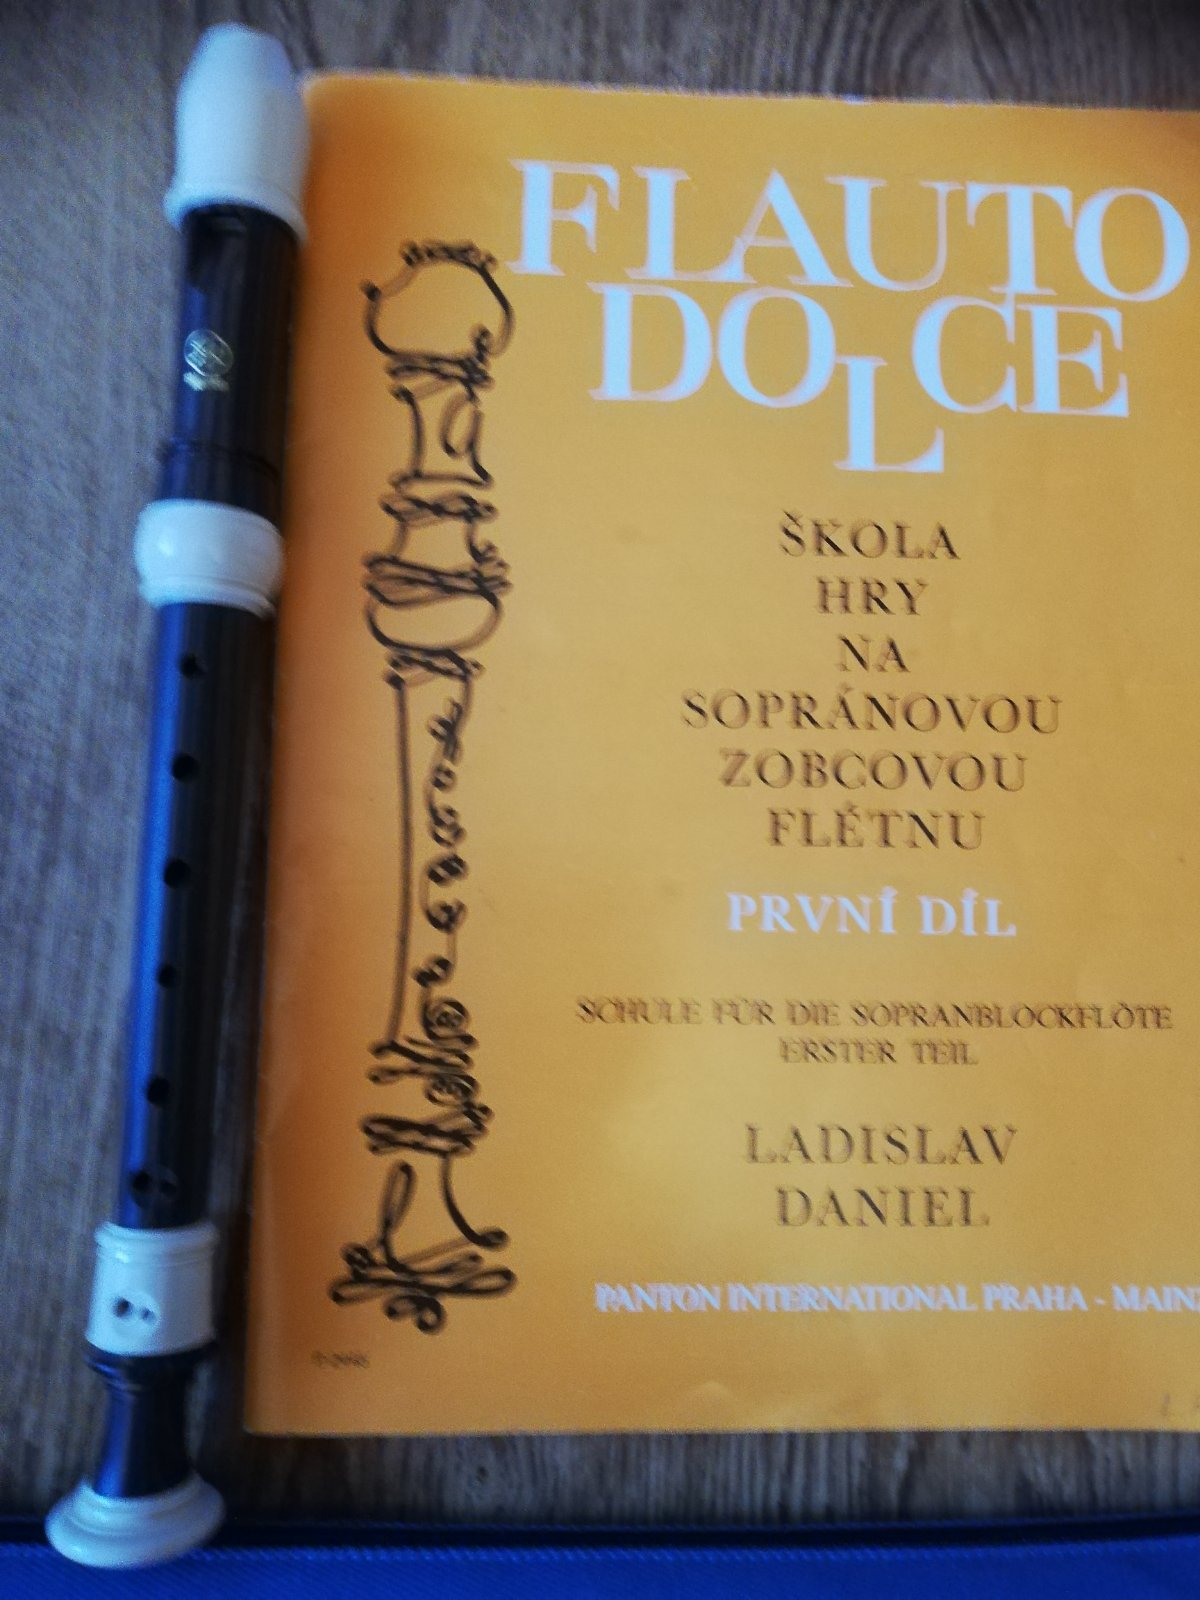 FLAUTO
DOLCE
ŠKOLA
HRY
NA
SOPRÁNOVOU
ZOBCOVOU
FLÉTNU
PRVNÍ DÍL
SCHULE FÜR DIE SOPRANBLOCKFLÖTE
ERSTER TEIL
LADISLAV
DANIEL
PANTON INTERNATIONAL PRAHA - MAINZ